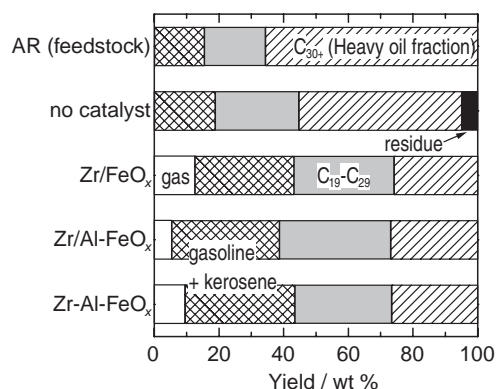 AR (feedstock)
C30+ (Heavy oil fraction)
no catalyst
residue
Zr/FeOx
gas
C19-C29
Zr/Al-FeOx
gasoline
+ kerosene
Zr-Al-FeOx
0 20 40 60 80 100
Yield / wt %